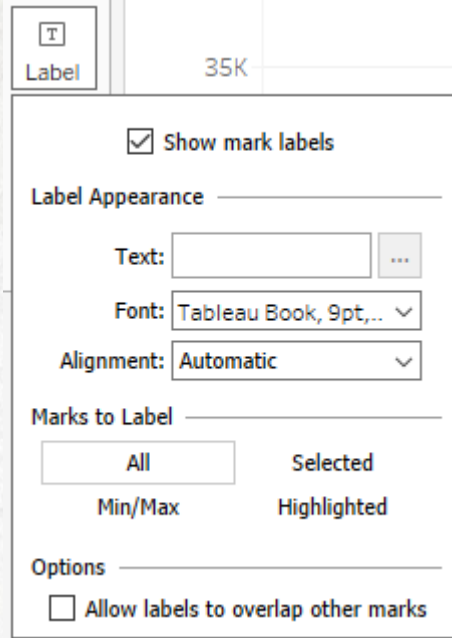 T
Label
35K
Show mark labels
Label Appearance
Text:
...
Font: Tableau Book, 9pt,..
Alignment: Automatic
Marks to Label
All Selected
Min/Max Highlighted
Options
Allow labels to overlap other marks